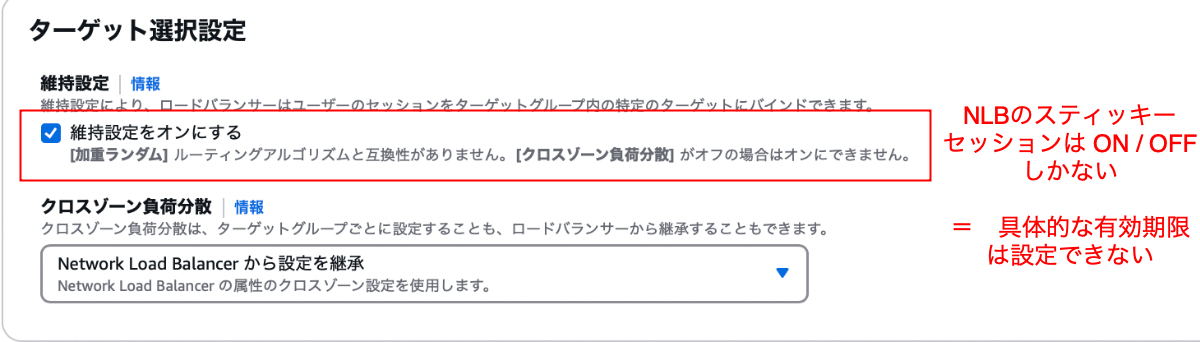 ターゲット選択設定
維持設定 | 情報
維持設定により、ロードバランサーはユーザーのセッションをターゲットグループ内の特定のターゲットにバインドできます。
維持設定をオンにする
[加重ランダム] ルーティングアルゴリズムと互換性がありません。[クロスゾーン負荷分散] がオフの場合はオンにできません。
NLBのスティッキー
セッションは ON / OFF
しかない
クロスゾーン負荷分散 | 情報
クロスゾーン負荷分散は、ターゲットグループごとに設定することも、ロードバランサーから継承することもできます。
＝　具体的な有効期限
は設定できない
Network Load Balancer から設定を継承
Network Load Balancer の属性のクロスゾーン設定を使用します。